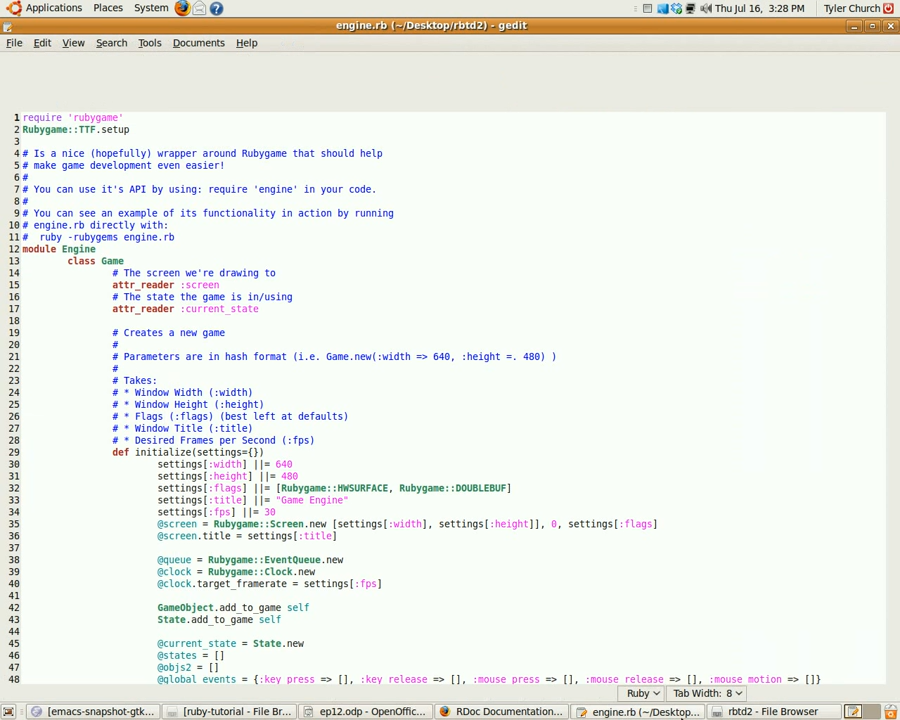 Applications Places System Thu Jul 16, 3:28 PM Tyler Church
engine.rb (~/Desktop/rbtd2) - gedit
File Edit View Search Tools Documents Help
1 require 'rubygame'
2 Rubygame::TTF.setup
3
4 # Is a nice (hopefully) wrapper around Rubygame that should help
5 # make game development even easier!
6 #
7 # You can use it's API by using: require 'engine' in your code.
8 #
9 # You can see an example of its functionality in action by running
10 # engine.rb directly with:
11 #  ruby -rubygems engine.rb
12 module Engine
13 class Game
14 # The screen we're drawing to
15 attr_reader :screen
16 # The state the game is in/using
17 attr_reader :current_state
18
19 # Creates a new game
20 #
21 # Parameters are in hash format (i.e. Game.new(:width => 640, :height =. 480) )
22 #
23 # Takes:
24 # * Window Width (:width)
25 # * Window Height (:height)
26 # * Flags (:flags) (best left at defaults)
27 # * Window Title (:title)
28 # * Desired Frames per Second (:fps)
29 def initialize(settings={})
30 settings[:width] ||= 640
31 settings[:height] ||= 480
32 settings[:flags] ||= [Rubygame::HWSURFACE, Rubygame::DOUBLEBUF]
33 settings[:title] ||= "Game Engine"
34 settings[:fps] ||= 30
35 @screen = Rubygame::Screen.new [settings[:width], settings[:height]], 0, settings[:flags]
36 @screen.title = settings[:title]
37
38 @queue = Rubygame::EventQueue.new
39 @clock = Rubygame::Clock.new
40 @clock.target_framerate = settings[:fps]
41
42 GameObject.add_to_game self
43 State.add_to_game self
44
45 @current_state = State.new
46 @states = []
47 @objs2 = []
48 @global_events = {:key_press => [], :key_release => [], :mouse_press => [], :mouse_release => [], :mouse_motion => []}
Ruby Tab Width: 8
[emacs-snapshot-gtk... [ruby-tutorial - File Br... ep12.odp - OpenOffic... RDoc Documentation... engine.rb (~/Desktop... rbtd2 - File Browser